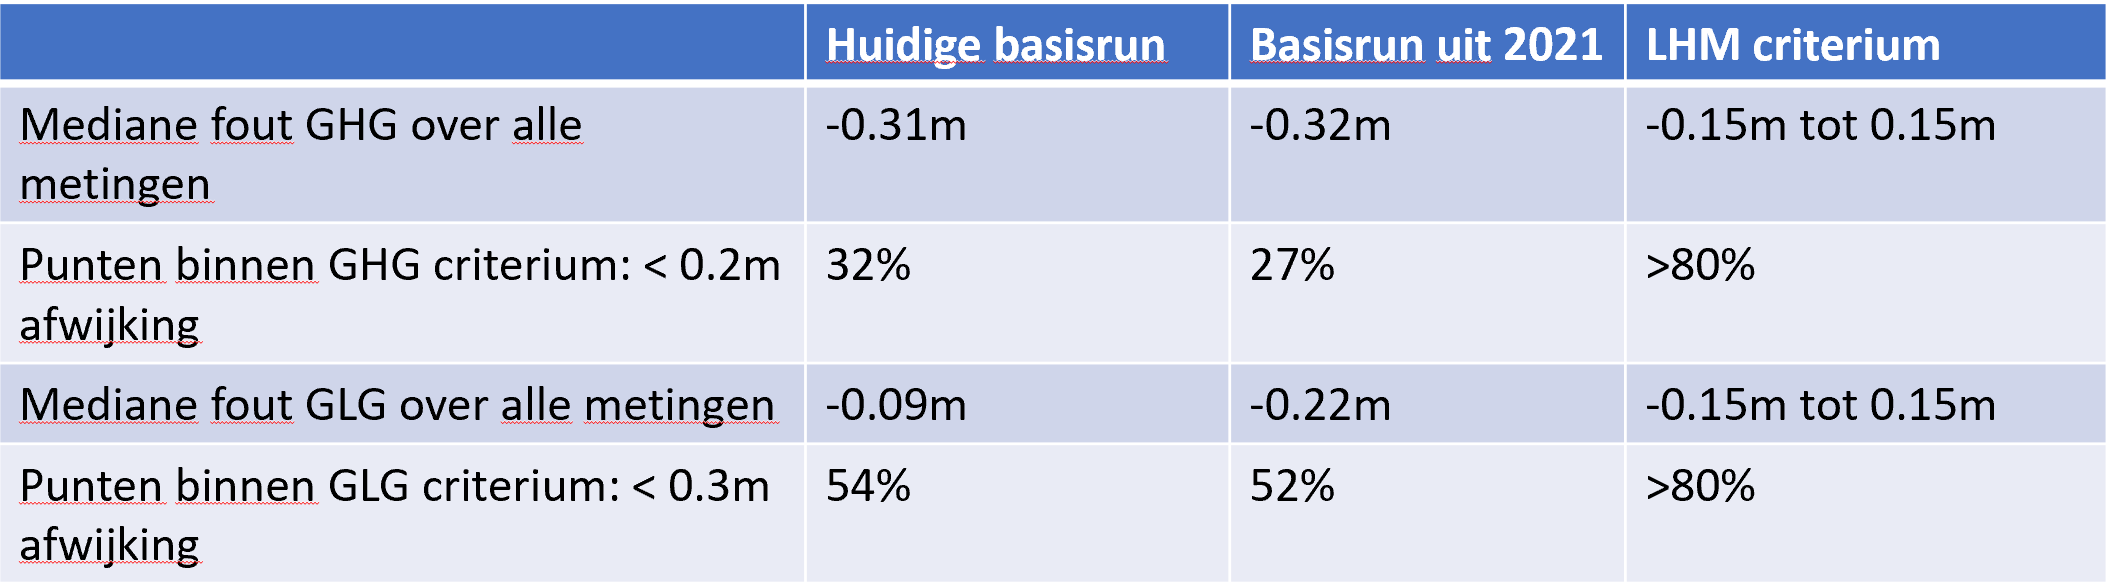 Huidige basisrun Basisrun uit 2021 LHM criterium
Mediane fout GHG over alle -0.31m -0.32m -0.15m tot 0.15m
metingen
Punten binnen GHG criterium: < 0.2m 32% 27% >80%
afwijking
Mediane fout GLG over alle metingen -0.09m -0.22m -0.15m tot 0.15m
Punten binnen GLG criterium: < 0.3m 54% 52% >80%
afwijking